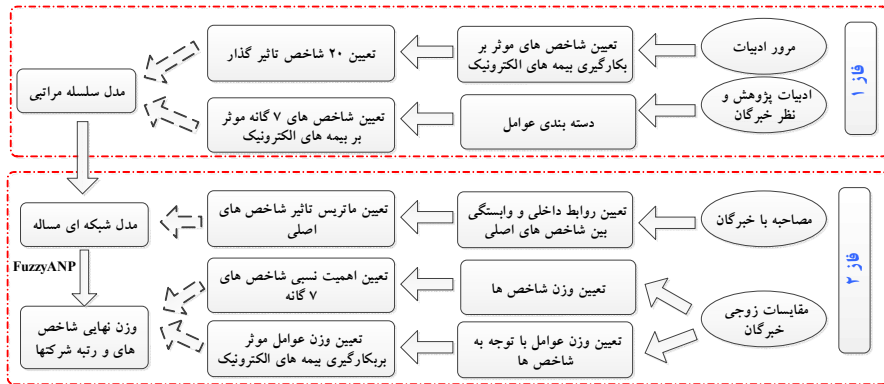 فاز ۱
مرور ادبیات
تعیین شاخص های موثر بر
بکارگیری بیمه های الکترونیک
تعیین ۲۰ شاخص تاثیر گذار
ادبیات پژوهش و
نظر خبرگان
دسته بندی عوامل
تعیین شاخص های ۷ گانه موثر
بر بیمه های الکترونیک
مدل سلسله مراتبی
فاز ۲
مصاحبه با خبرگان
تعیین روابط داخلی و وابستگی
بین شاخص های اصلی
تعیین ماتریس تاثیر شاخص های
اصلی
مدل شبکه ای مساله
FuzzyANP
مقایسات زوجی
خبرگان
تعیین وزن شاخص ها
تعیین اهمیت نسبی شاخص های
۷ گانه
تعیین وزن عوامل با توجه به
شاخص ها
تعیین وزن عوامل موثر
بربکارگیری بیمه های الکترونیک
وزن نهایی شاخص
های و رتبه شرکتها